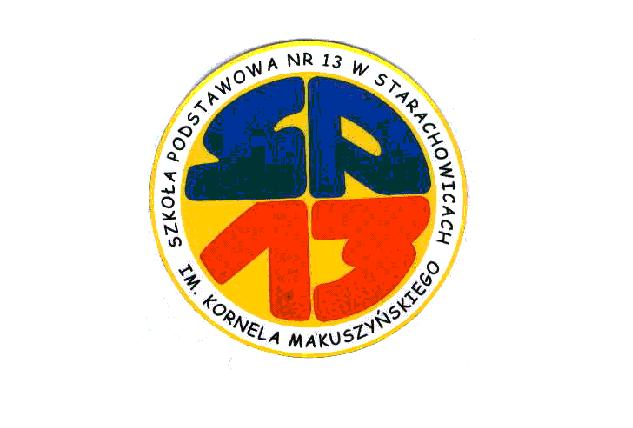 SZKOŁA PODSTAWOWA NR 13 W STARACHOWICACH
SP
13
IM. KORNELA MAKUSZYŃSKIEGO